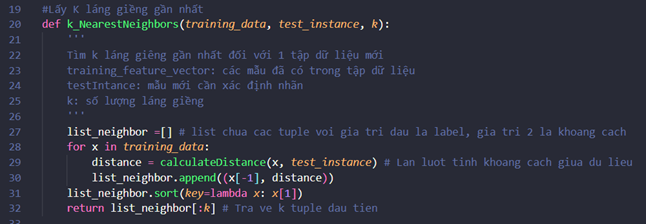 19 #Lấy K láng giềng gần nhất
20 def k_NearestNeighbors(training_data, test_instance, k):
21 '''
22 Tìm k láng giêng gần nhất đối với 1 tập dữ liệu mới
23 training_feature_vector: các mẫu đã có trong tập dữ liệu
24 testIntance: mẫu mới cần xác định nhãn
25 k: số lượng láng giềng
26 '''
27 list_neighbor =[] # list chua cac tuple voi gia tri dau la label, gia tri 2 la khoang cach
28 for x in training_data:
29 distance = calculateDistance(x, test_instance) # Lan luot tinh khoang cach giua du lieu
30 list_neighbor.append((x[-1], distance))
31 list_neighbor.sort(key=lambda x: x[1])
32 return list_neighbor[:k] # Tra ve k tuple dau tien